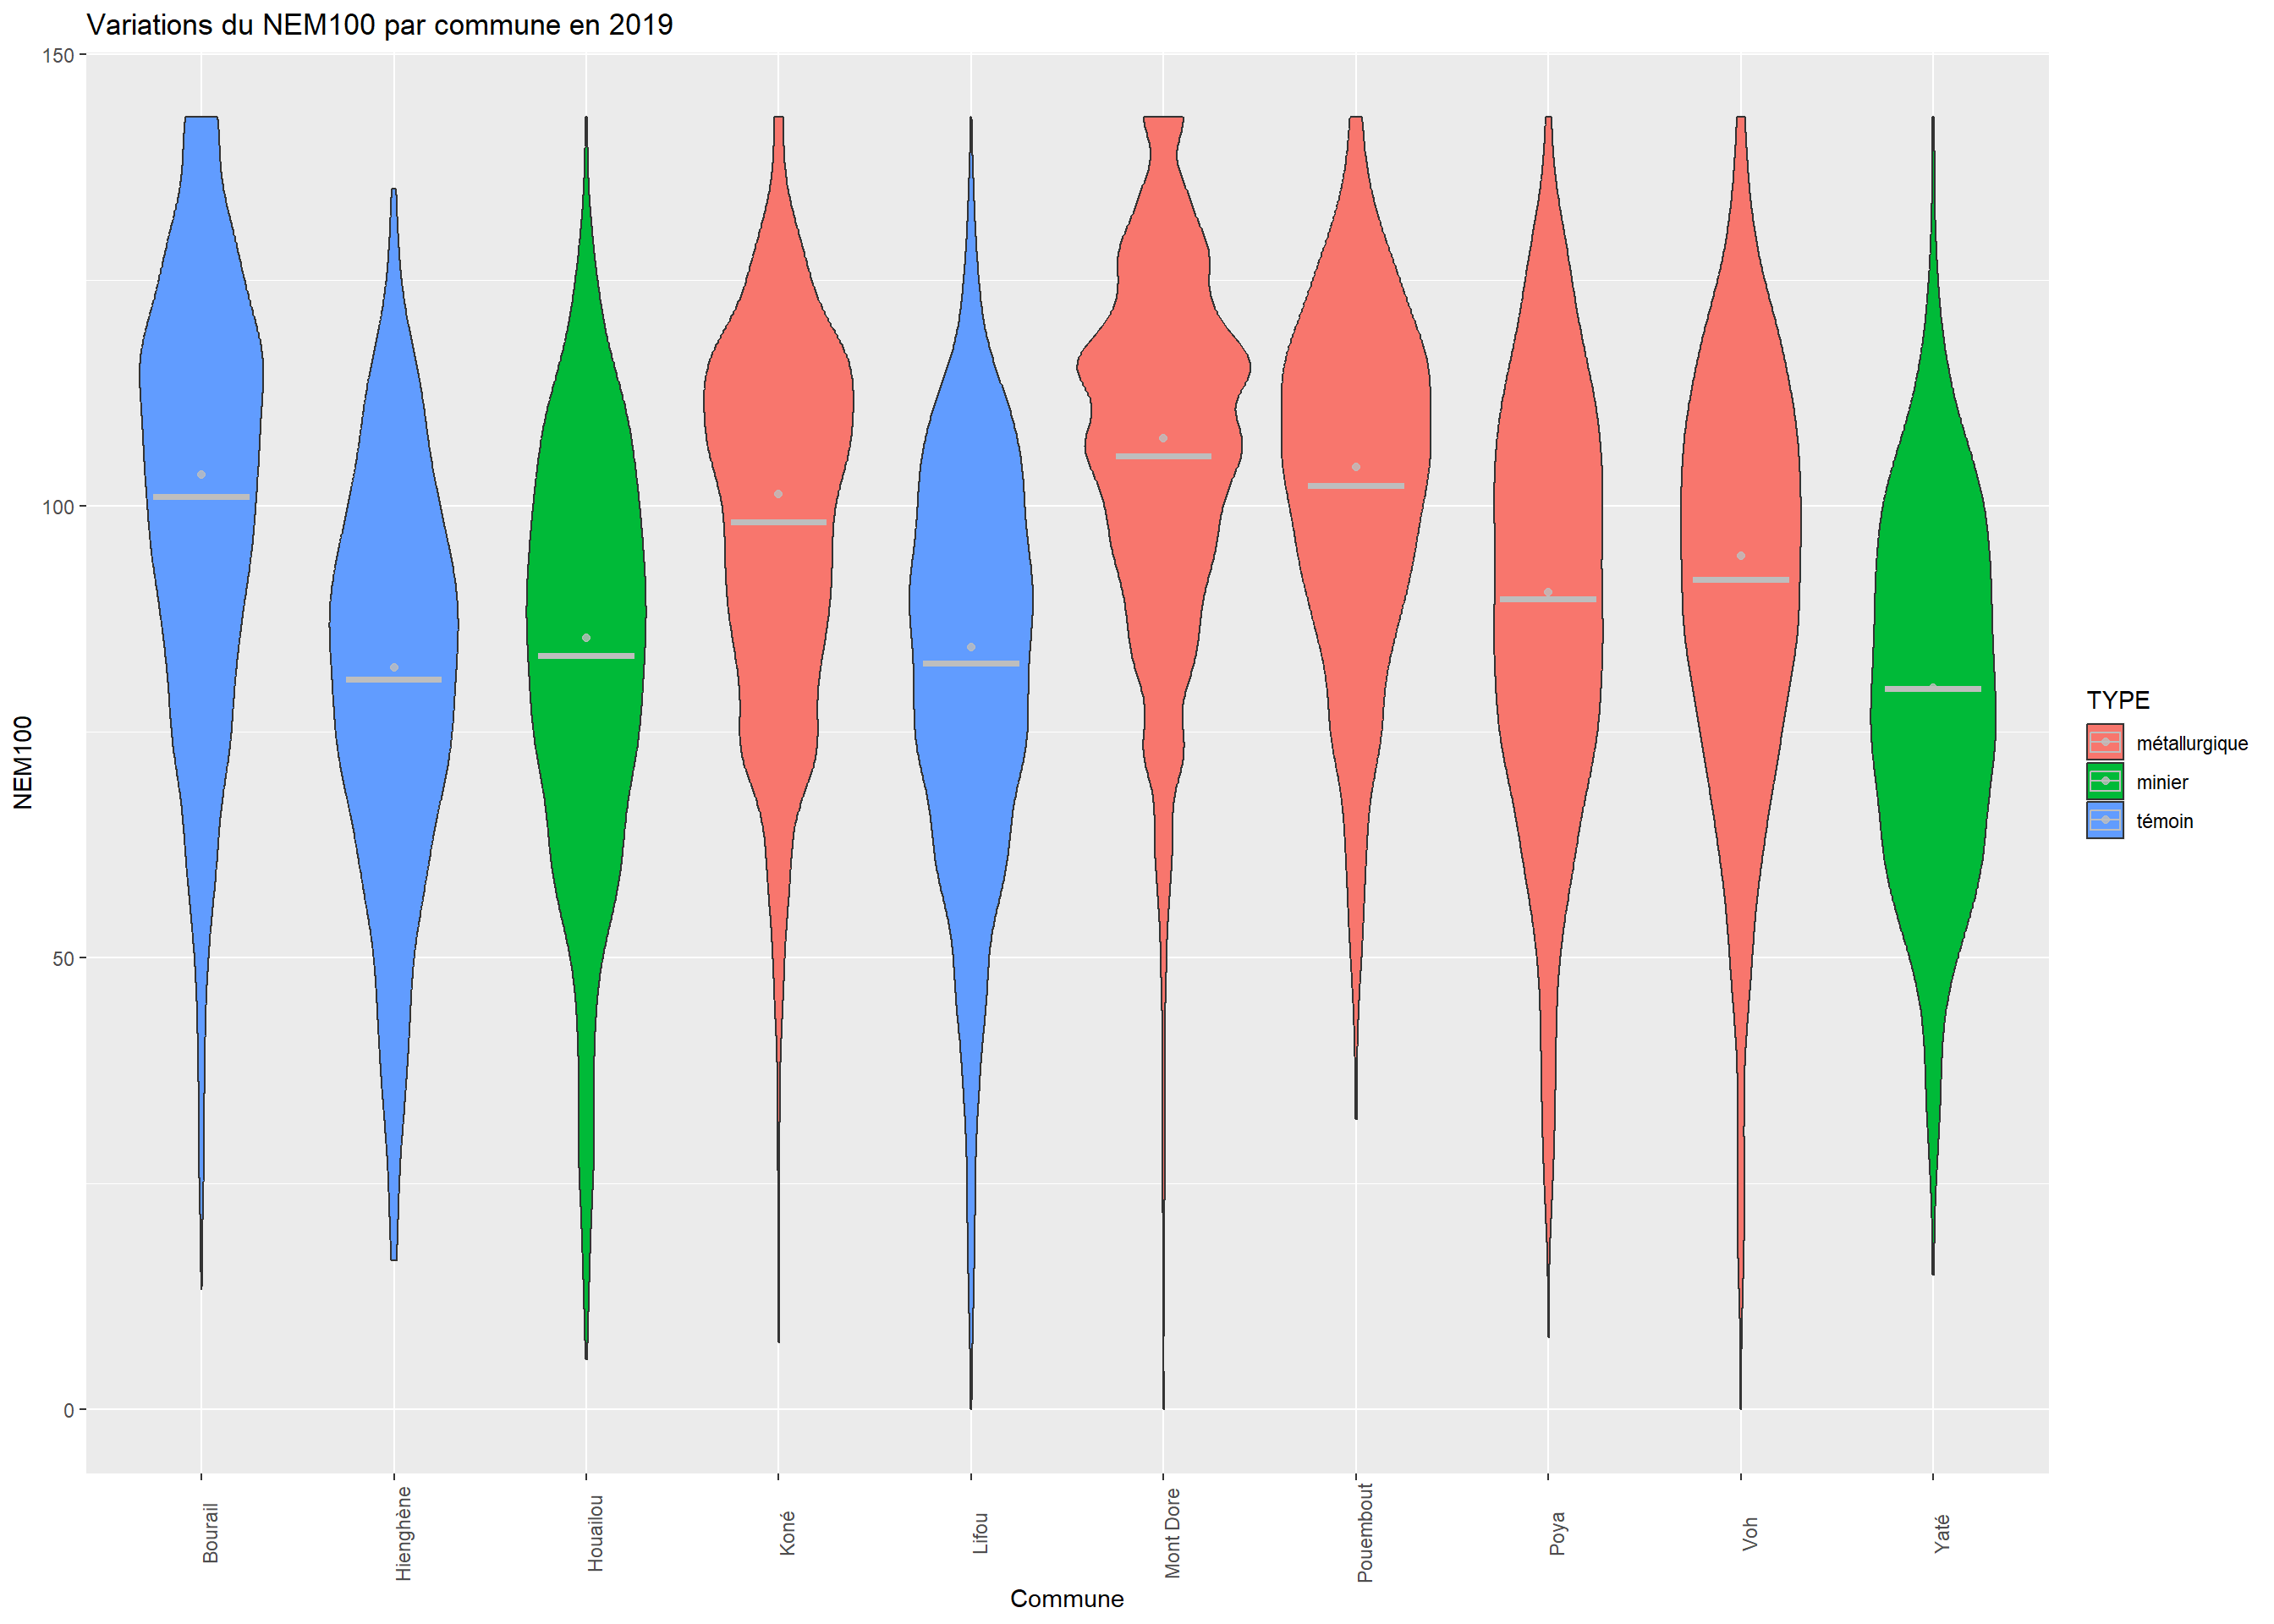 Variations du NEM100 par commune en 2019
150
100
50
0
NEM100
Bourail
Hienghène
Houailou
Koné
Lifou
Mont Dore
Pouembout
Poya
Voh
Yaté
Commune
TYPE
métallurgique
minier
témoin